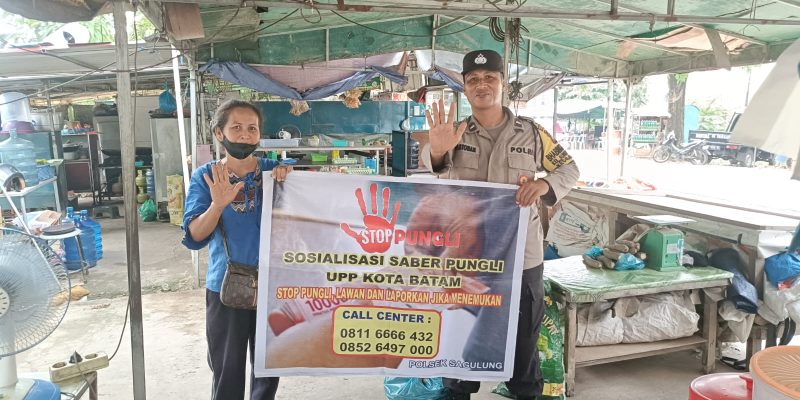 POLISI
STOP PUNGLI
SOSIALISASI SABER PUNGLI
UPP KOTA BATAM
STOP PUNGLI, LAWAN DAN LAPORKAN JIKA MENEMUKAN
CALL CENTER :
0811 6666 432
0852 6497 000
POLSEK SAGULUNG